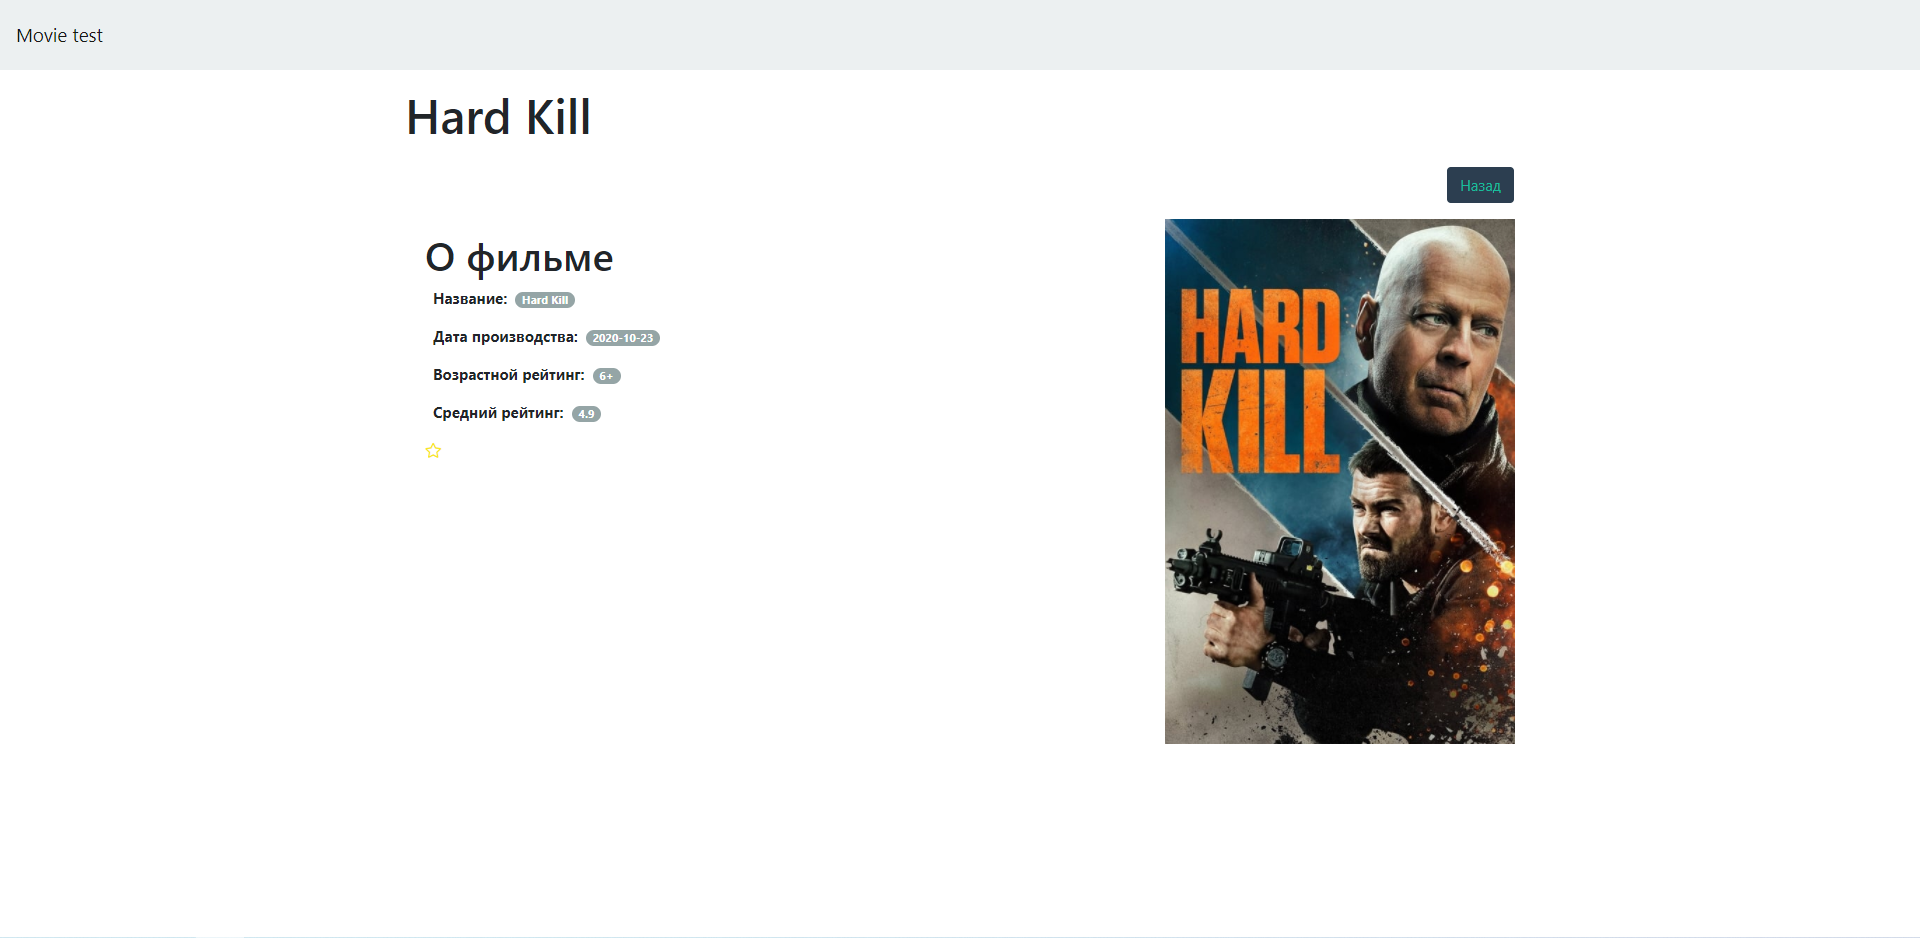 Movie test
Hard Kill
Назад
О фильме
Название: Hard Kill
Дата производства: 2020-10-23
Возрастной рейтинг: 6+
Средний рейтинг: 4.9
HARD
KILL